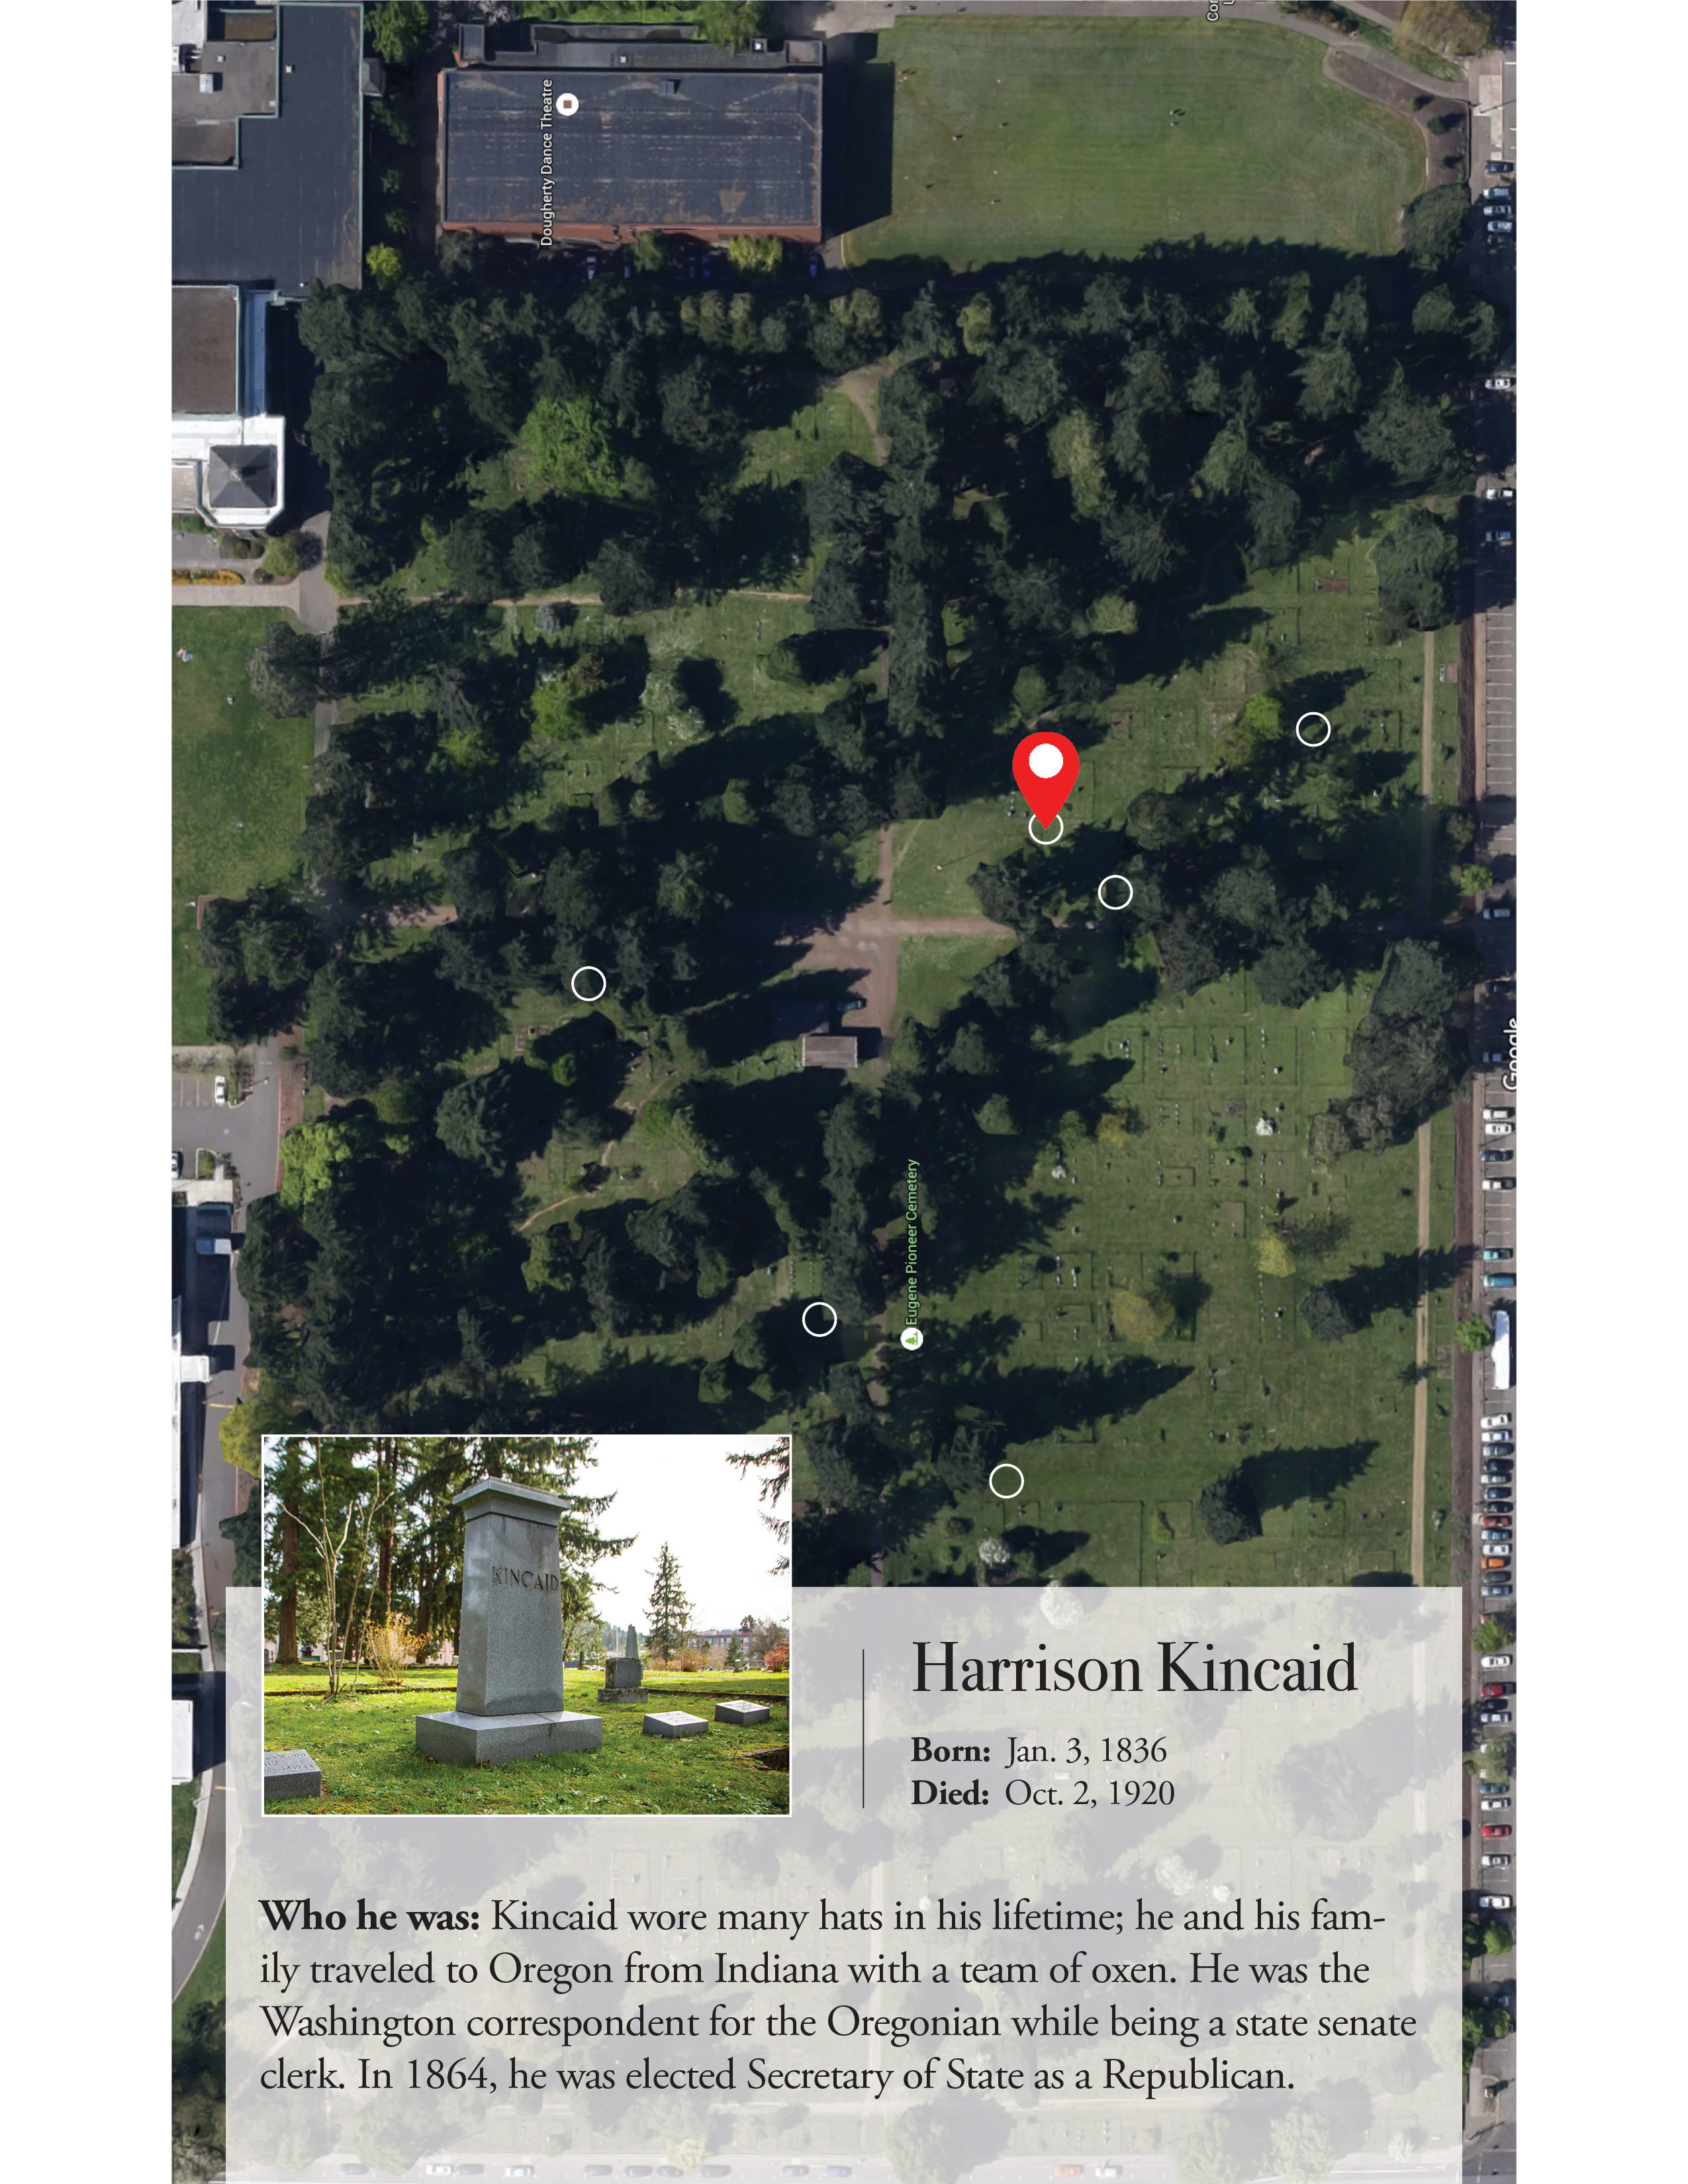 Dougherty Dance Theatre
Google
Eugene Pioneer Cemetery
KINCAID
Harrison Kincaid
Born: Jan. 3, 1836
Died: Oct. 2, 1920
Who he was: Kincaid wore many hats in his lifetime; he and his fam-
ily traveled to Oregon from Indiana with a team of oxen. He was the
Washington correspondent for the Oregonian while being a state senate
clerk. In 1864, he was elected Secretary of State as a Republican.